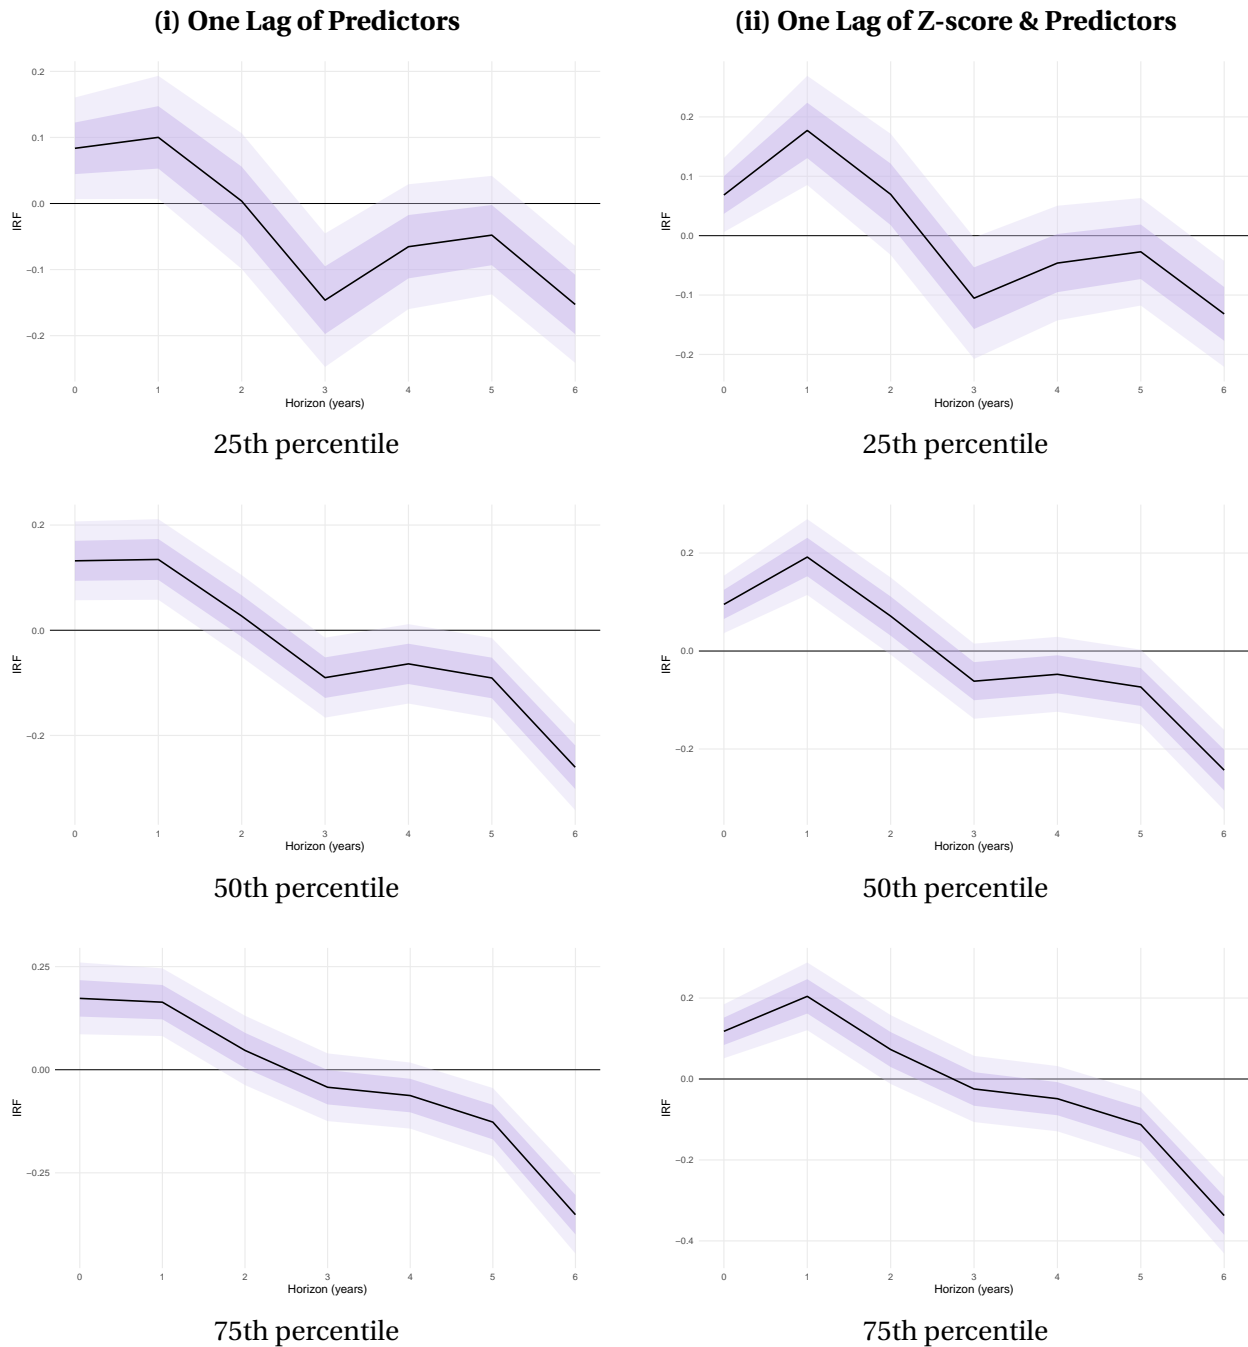 (i) One Lag of Predictors
(ii) One Lag of Z-score & Predictors
0.2
0.1
0.0
−0.1
−0.2
IRF
0 1 2 3 4 5 6
Horizon (years)
25th percentile
0.2
0.1
0.0
−0.1
−0.2
IRF
0 1 2 3 4 5 6
Horizon (years)
25th percentile
0.2
0.0
−0.2
IRF
0 1 2 3 4 5 6
Horizon (years)
50th percentile
0.2
0.0
−0.2
IRF
0 1 2 3 4 5 6
Horizon (years)
50th percentile
0.25
0.00
−0.25
IRF
0 1 2 3 4 5 6
Horizon (years)
75th percentile
0.2
0.0
−0.2
−0.4
IRF
0 1 2 3 4 5 6
Horizon (years)
75th percentile